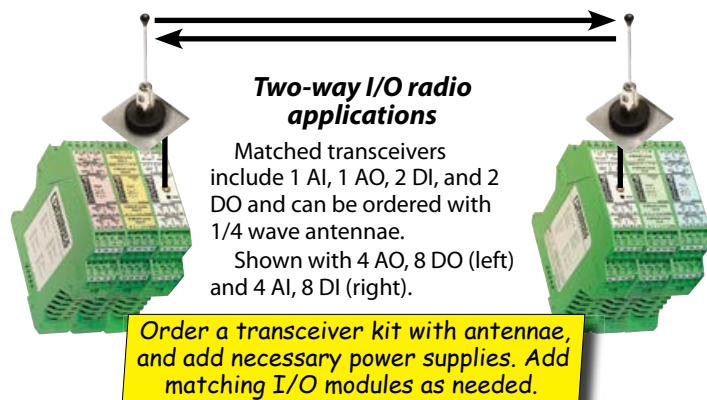 Two-way I/O radio
applications
Matched transceivers
include 1 AI, 1 AO, 2 DI, and 2
DO and can be ordered with
1/4 wave antennae.
Shown with 4 AO, 8 DO (left)
and 4 AI, 8 DI (right).
Order a transceiver kit with antennae,
and add necessary power supplies. Add
matching I/O modules as needed.